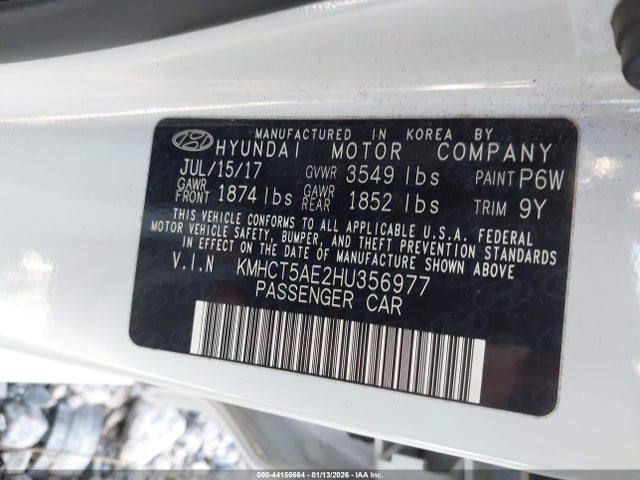 MANUFACTURED IN KOREA BY
HYUNDAI MOTOR COMPANY
JUL/15/17 GVWR 3549 lbs PAINT P6W
GAWR FRONT 1874 lbs GAWR REAR 1852 lbs TRIM 9Y
THIS VEHICLE CONFORMS TO ALL APPLICABLE U.S.A. FEDERAL
MOTOR VEHICLE SAFETY, BUMPER, AND THEFT PREVENTION STANDARDS
IN EFFECT ON THE DATE OF MANUFACTURE SHOWN ABOVE
V.I.N KMHCT5AE2HU356977
PASSENGER CAR
000-44156664 - 01/13/2026 - IAAI.COM